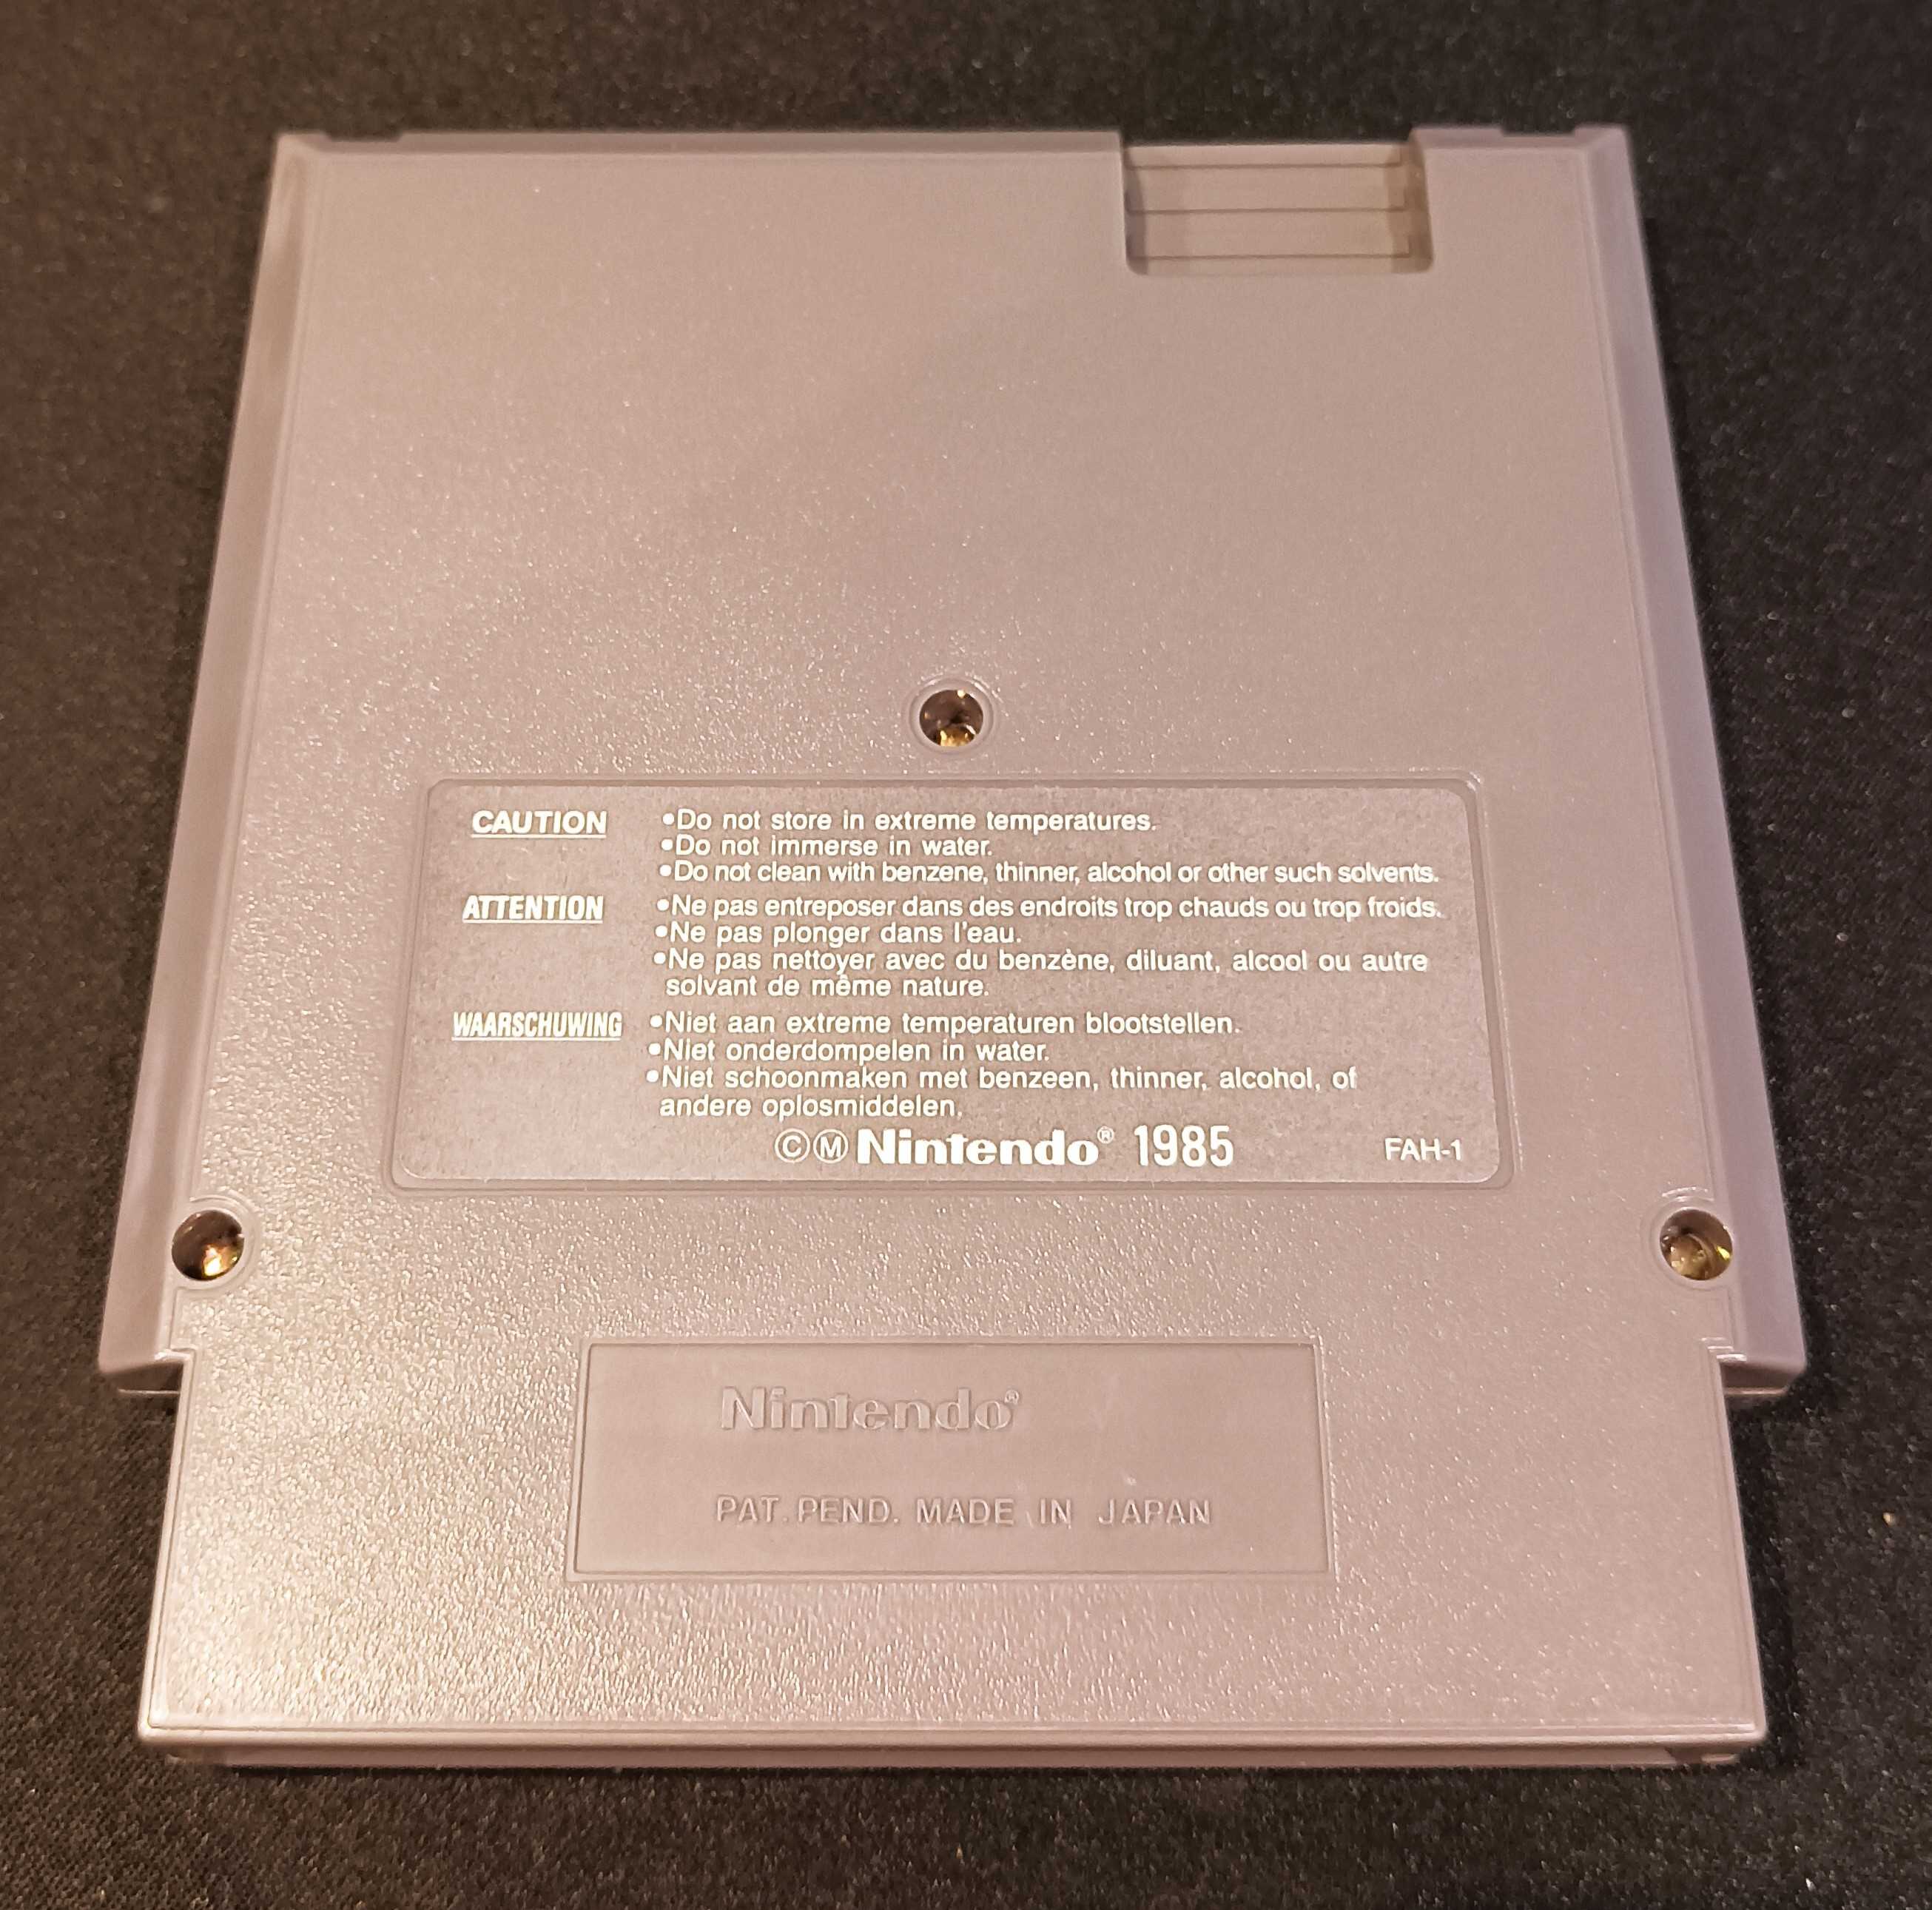 CAUTION •Do not store in extreme temperatures.
•Do not immerse in water.
•Do not clean with benzene, thinner, alcohol or other such solvents.
ATTENTION •Ne pas entreposer dans des endroits trop chauds ou trop froids.
•Ne pas plonger dans l'eau.
•Ne pas nettoyer avec du benzène, diluant, alcool ou autre
solvant de même nature.
WAARSCHUWING •Niet aan extreme temperaturen blootstellen.
•Niet onderdompelen in water.
•Niet schoonmaken met benzeen, thinner, alcohol, of
andere oplosmiddelen.
ⒸⓂ Nintendo® 1985 FAH-1
Nintendo®
PAT. PEND. MADE IN JAPAN